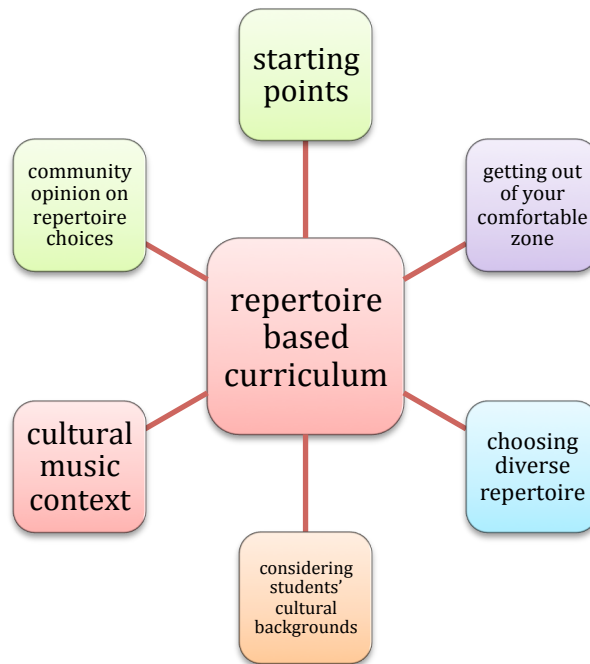 starting
points
community
opinion on
repertoire
choices
getting out
of your
comfortable
zone
repertoire
based
curriculum
cultural
music
context
choosing
diverse
repertoire
considering
students’
cultural
backgrounds